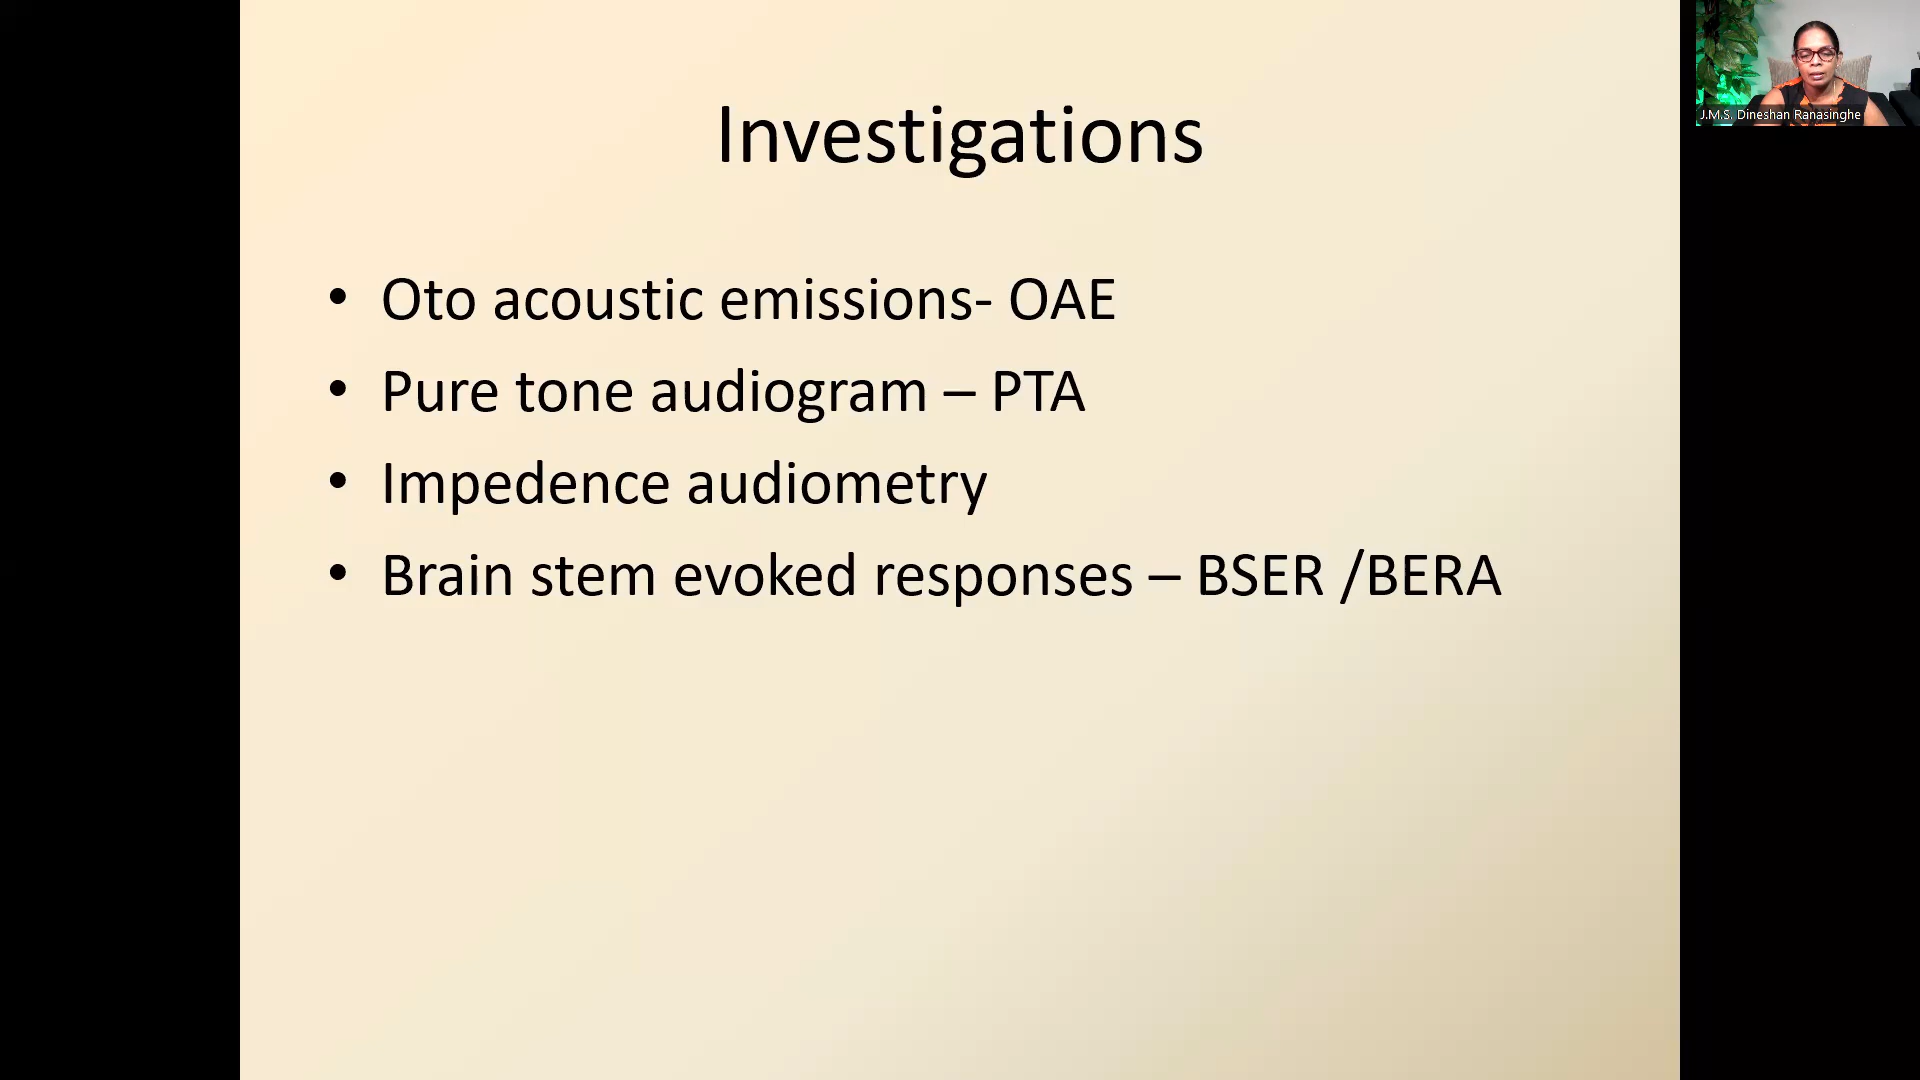 Investigations
• Oto acoustic emissions- OAE
• Pure tone audiogram – PTA
• Impedence audiometry
• Brain stem evoked responses – BSER /BERA
J.M.S. Dineshan Ranasinghe